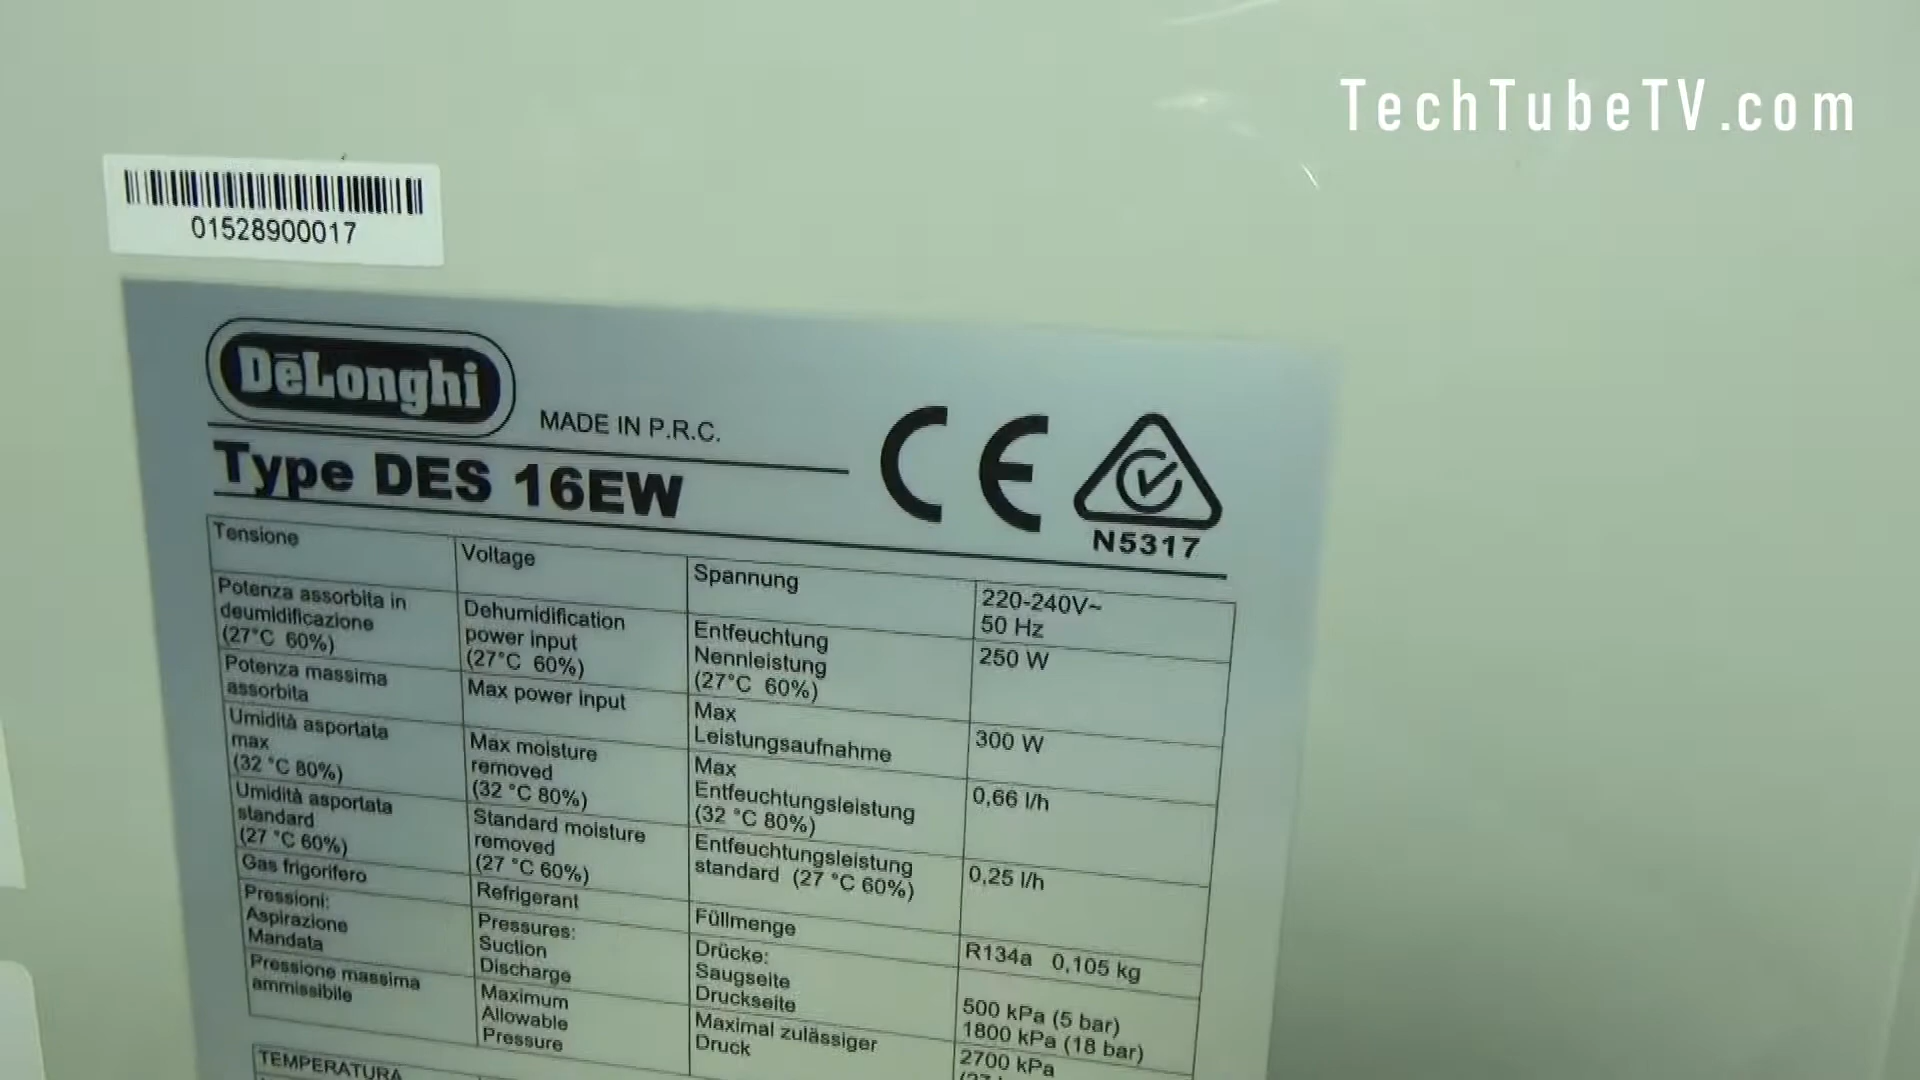 TechTubeTV.com
01528900017
DēLonghi
MADE IN P.R.C.
Type DES 16EW
N5317
Tensione
Voltage
Spannung
220-240V~
50 Hz
Potenza assorbita in
deumidificazione
(27°C 60%)
Dehumidification
power input
(27°C 60%)
Entfeuchtung
Nennleistung
(27°C 60%)
250 W
Potenza massima
assorbita
Max power input
Max
Leistungsaufnahme
300 W
Umidità asportata
max
(32 °C 80%)
Max moisture
removed
(32 °C 80%)
Max
Entfeuchtungsleistung
(32 °C 80%)
0,66 l/h
Umidità asportata
standard
(27 °C 60%)
Standard moisture
removed
(27 °C 60%)
Entfeuchtungsleistung
standard (27 °C 60%)
0,25 l/h
Gas frigorifero
Refrigerant
Füllmenge
R134a 0,105 kg
Pressioni:
Aspirazione
Mandata
Pressures:
Suction
Discharge
Drücke:
Saugseite
Druckseite
500 kPa (5 bar)
1800 kPa (18 bar)
Pressione massima
ammissibile
Maximum
Allowable
Pressure
Maximal zulässiger
Druck
2700 kPa
TEMPERATURA